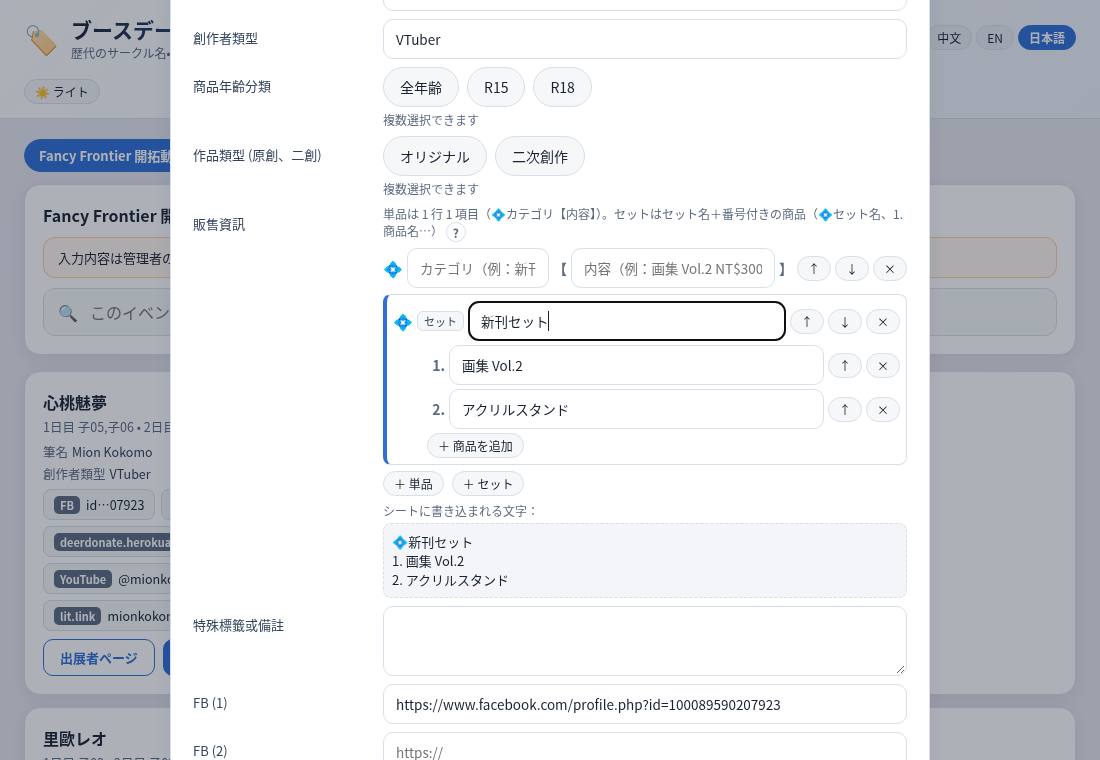 ブースデー
歴代のサークル名•
中文 EN 日本語
☀️ ライト
Fancy Frontier 開拓動
Fancy Frontier 開
入力内容は管理者の
🔍 このイベン
心桃魅夢
1日目 子05,子06 • 2日目
筆名 Mion Kokomo
創作者類型 VTuber
FB id⋯07923
deerdonate.herokua
YouTube @mionko
lit.link mionkokor
出展者ページ
里歐レオ
創作者類型
VTuber
商品年齢分類
全年齢 R15 R18
複数選択できます
作品類型 (原創、二創)
オリジナル 二次創作
複数選択できます
販售資訊
単品は 1 行 1 項目（💠カテゴリ【内容】）。セットはセット名＋番号付きの商品（💠セット名、1.
商品名⋯） ?
💠 カテゴリ（例：新刊 【 内容（例：画集 Vol.2 NT$300 】 ↑ ↓ ×
💠 セット 新刊セット ↑ ↓ ×
1. 画集 Vol.2 ↑ ×
2. アクリルスタンド ↑ ×
＋ 商品を追加
＋ 単品 ＋ セット
シートに書き込まれる文字：
💠新刊セット
1. 画集 Vol.2
2. アクリルスタンド
特殊標籤或備註
FB (1)
https://www.facebook.com/profile.php?id=100089590207923
FB (2)
https://